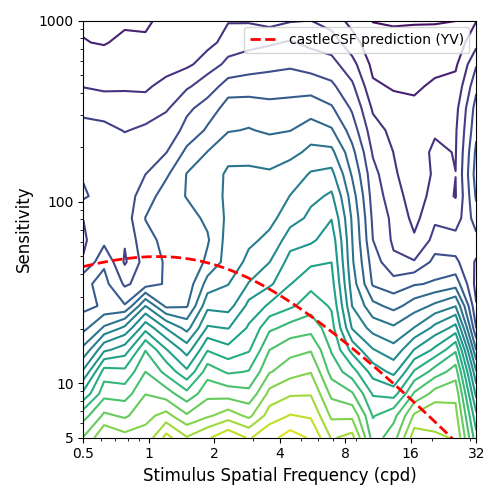 castleCSF prediction (YV)
Sensitivity
1000
100
10
5
0.5 1 2 4 8 16 32
Stimulus Spatial Frequency (cpd)